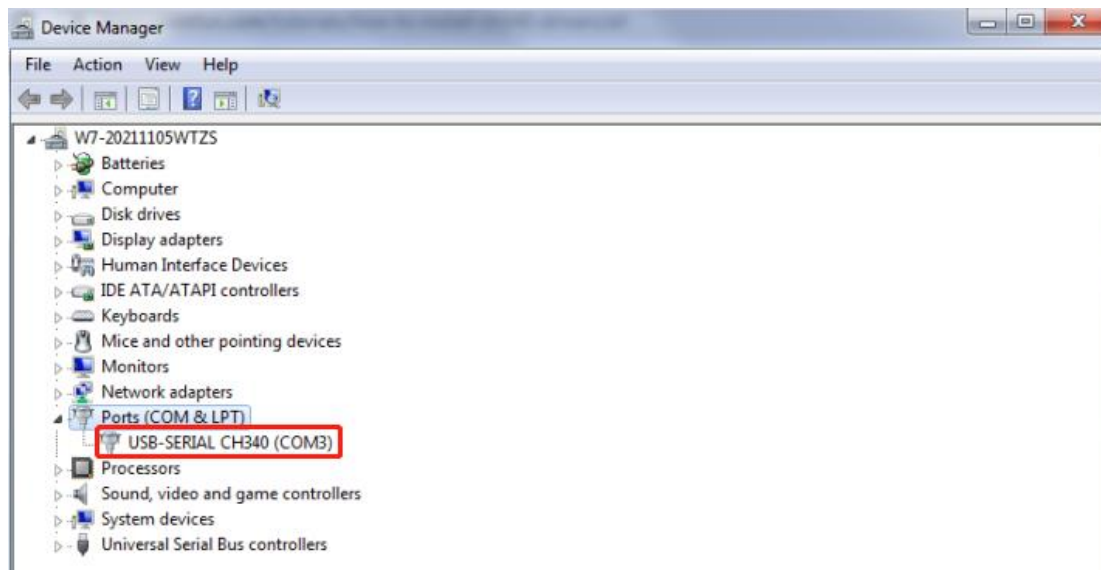 Device Manager
File Action View Help
W7-20211105WTZS
Batteries
Computer
Disk drives
Display adapters
Human Interface Devices
IDE ATA/ATAPI controllers
Keyboards
Mice and other pointing devices
Monitors
Network adapters
Ports (COM & LPT)
USB-SERIAL CH340 (COM3)
Processors
Sound, video and game controllers
System devices
Universal Serial Bus controllers